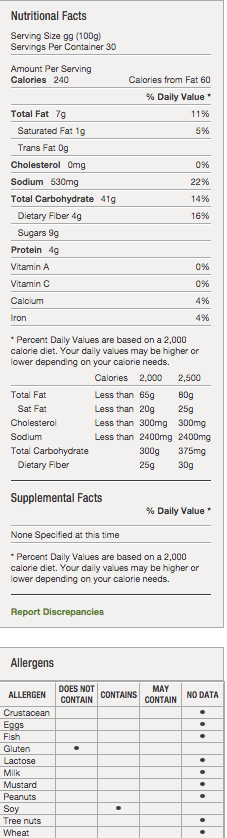 Nutritional Facts
Serving Size gg (100g)
Servings Per Container 30
Amount Per Serving
Calories 240 Calories from Fat 60
% Daily Value *
Total Fat 7g 11%
Saturated Fat 1g 5%
Trans Fat 0g
Cholesterol 0mg 0%
Sodium 530mg 22%
Total Carbohydrate 41g 14%
Dietary Fiber 4g 16%
Sugars 9g
Protein 4g
Vitamin A 0%
Vitamin C 0%
Calcium 4%
Iron 4%
* Percent Daily Values are based on a 2,000
calorie diet. Your daily values may be higher or
lower depending on your calorie needs.
Calories 2,000 2,500
Total Fat Less than 65g 80g
Sat Fat Less than 20g 25g
Cholesterol Less than 300mg 300mg
Sodium Less than 2400mg 2400mg
Total Carbohydrate 300g 375mg
Dietary Fiber 25g 30g
Supplemental Facts
% Daily Value *
None Specified at this time
* Percent Daily Values are based on a 2,000
calorie diet. Your daily values may be higher or
lower depending on your calorie needs.
Report Discrepancies
Allergens
ALLERGEN DOES NOT CONTAIN CONTAINS MAY CONTAIN NO DATA
Crustacean •
Eggs •
Fish •
Gluten •
Lactose •
Milk •
Mustard •
Peanuts •
Soy •
Tree nuts •
Wheat •